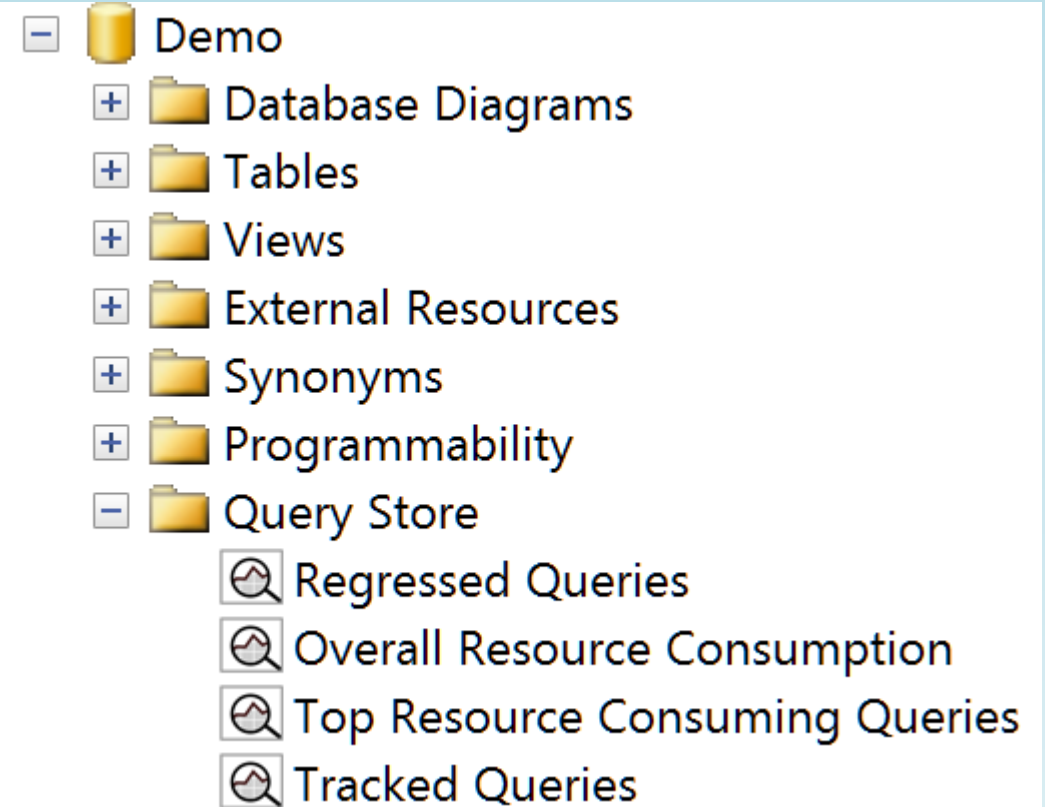 Demo
Database Diagrams
Tables
Views
External Resources
Synonyms
Programmability
Query Store
Regressed Queries
Overall Resource Consumption
Top Resource Consuming Queries
Tracked Queries